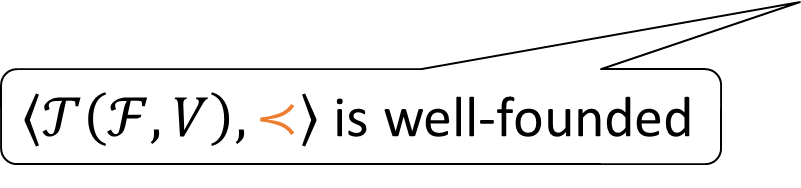 ⟨𝒯(ℱ, V), ≺⟩ is well-founded